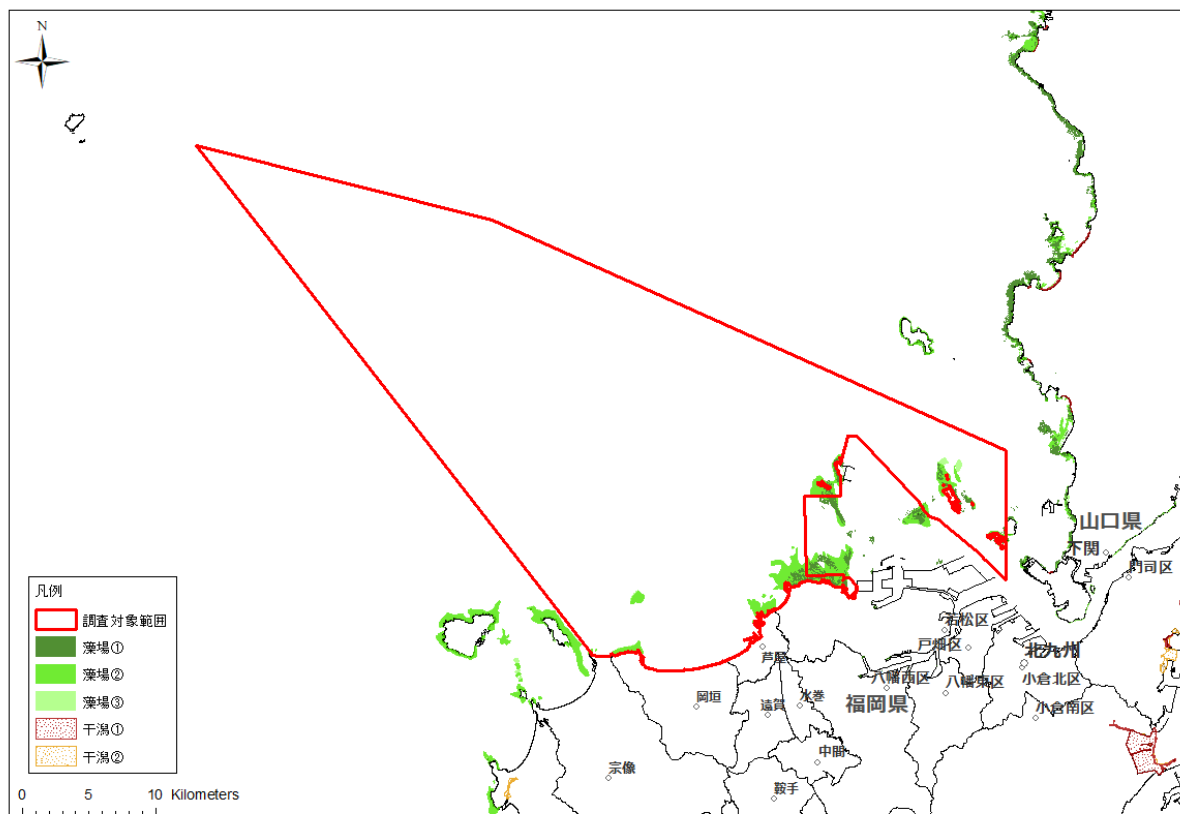 N
山口県
下関
門司区
若松区
戸畑区
北九州
小倉北区
八幡西区
八幡東区
小倉南区
福岡県
芦屋
岡垣
遠賀
水巻
中間
宗像
鞍手
凡例
調査対象範囲
藻場①
藻場②
藻場③
干潟①
干潟②
0 5 10 Kilometers